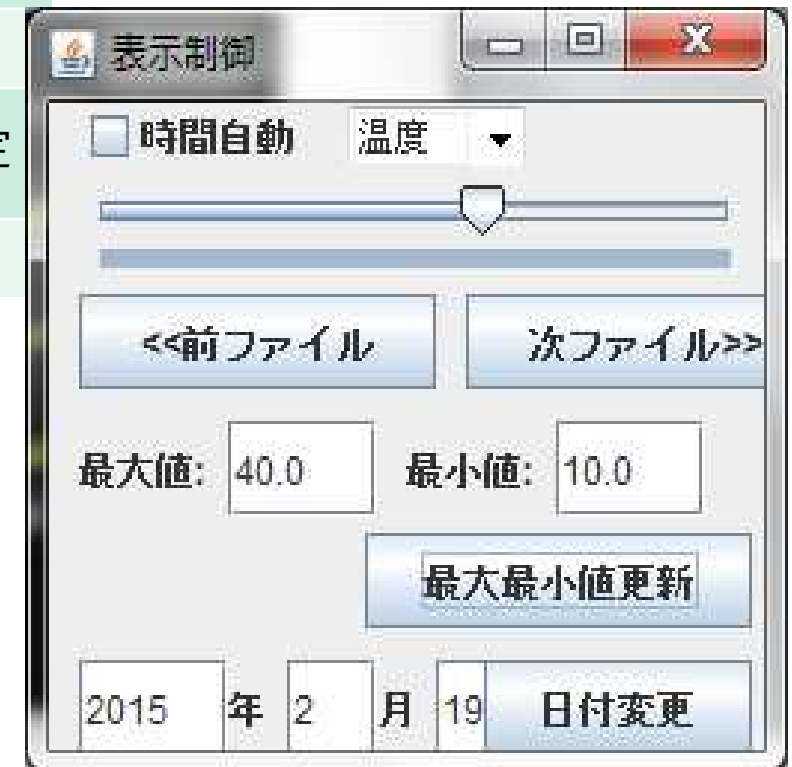 表示制御
時間自動 温度
<<前ファイル 次ファイル>>
最大値: 40.0 最小値: 10.0
最大最小値更新
2015 年 2 月 19 日付変更